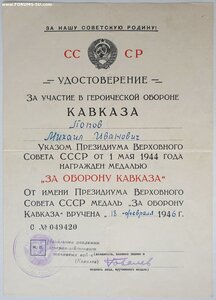 www.FORUMS-SU.com
ЗА НАШУ СОВЕТСКУЮ РОДИНУ!
СС СР
УДОСТОВЕРЕНИЕ
ЗА УЧАСТИЕ В ГЕРОИЧЕСКОЙ ОБОРОНЕ
КАВКАЗА
Попов
Михаил Иванович
УКАЗОМ ПРЕЗИДИУМА ВЕРХОВНОГО
СОВЕТА СССР ОТ 1 МАЯ 1944 ГОДА
НАГРАЖДЕН МЕДАЛЬЮ
„ЗА ОБОРОНУ КАВКАЗА"
ОТ ИМЕНИ ПРЕЗИДИУМА ВЕРХОВНОГО
СОВЕТА СССР МЕДАЛЬ „ЗА ОБОРОНУ
КАВКАЗА" ВРУЧЕНА „18" февраля 1946 г.
О № 049420